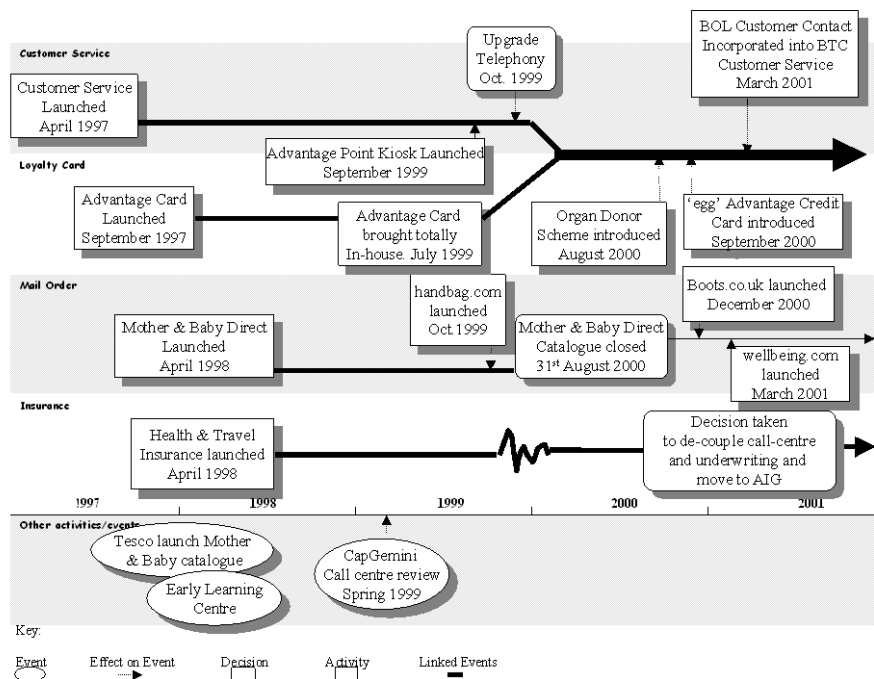 Customer Service
Customer Service
Launched
April 1997
Upgrade
Telephony
Oct. 1999
BOL Customer Contact
Incorporated into BTC
Customer Service
March 2001
Advantage Point Kiosk Launched
September 1999
Loyalty Card
Advantage Card
Launched
September 1997
Advantage Card
brought totally
In-house. July 1999
Organ Donor
Scheme introduced
August 2000
‘egg’ Advantage Credit
Card introduced
September 2000
Mail Order
Mother & Baby Direct
Launched
April 1998
handbag.com
launched
Oct.1999
Mother & Baby Direct
Catalogue closed
31st August 2000
Boots.co.uk launched
December 2000
wellbeing.com
launched
March 2001
Insurance
Health & Travel
Insurance launched
April 1998
Decision taken
to de-couple call-centre
and underwriting and
move to AIG
1997 1998 1999 2000 2001
Other activities/events
Tesco launch Mother
& Baby catalogue
Early Learning
Centre
CapGemini
Call centre review
Spring 1999
Key:
Event Effect on Event Decision Activity Linked Events